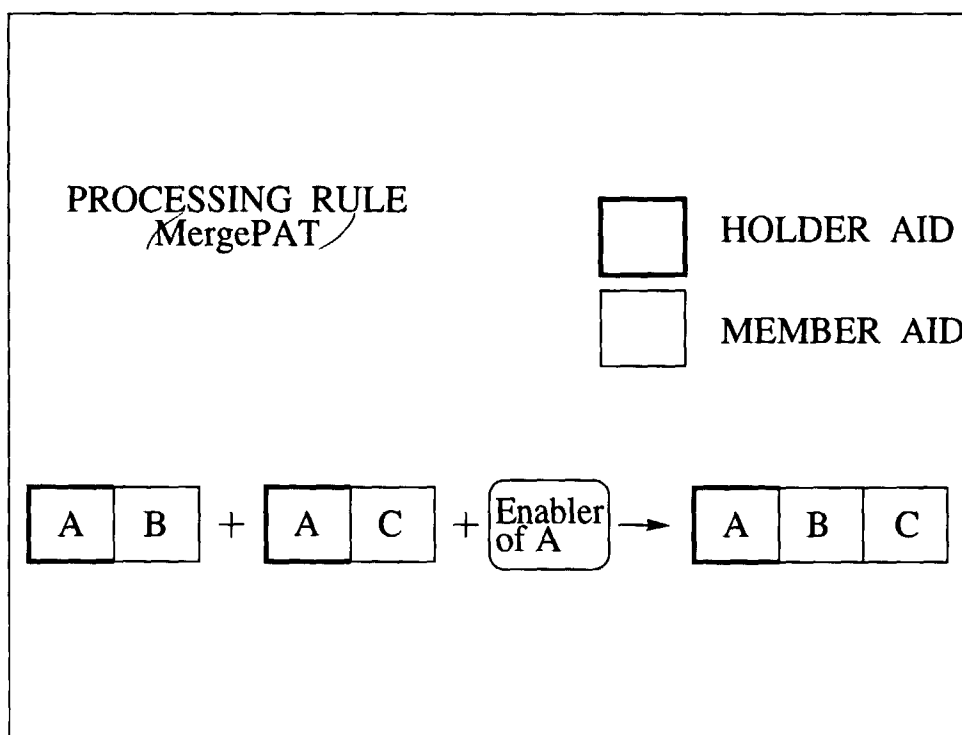 PROCESSING RULE
MergePAT
HOLDER AID
MEMBER AID
A B + A C + Enabler of A → A B C